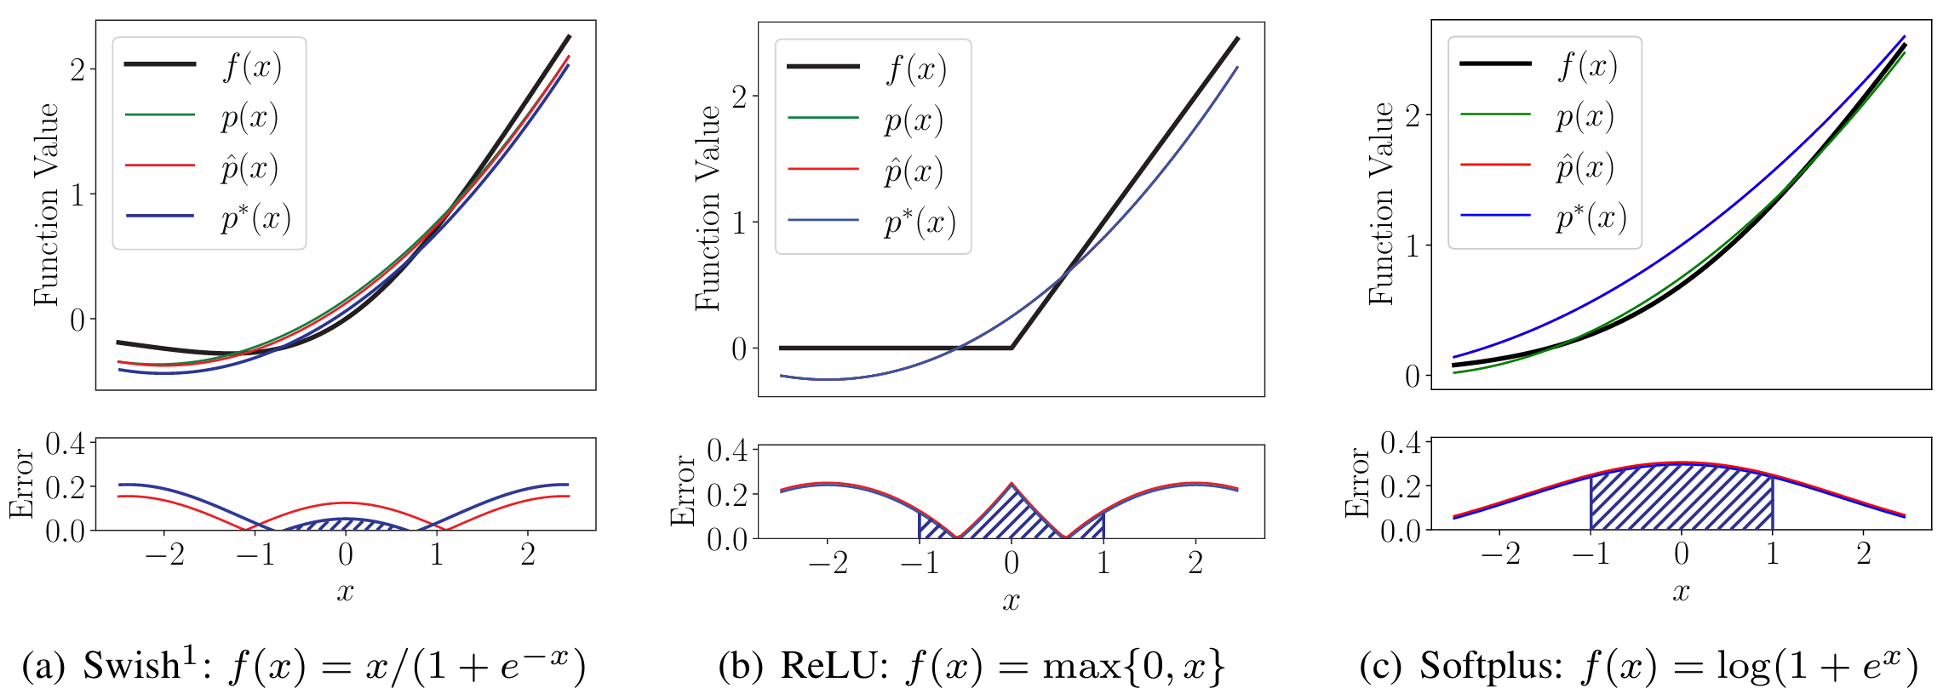 f(x)
p(x)
p̂(x)
p*(x)
Function Value
2
1
0
Error
0.4
0.2
0.0
−2 −1 0 1 2
x
(a) Swish¹: f(x) = x/(1 + e⁻ˣ)
f(x)
p(x)
p̂(x)
p*(x)
Function Value
2
1
0
Error
0.4
0.2
0.0
−2 −1 0 1 2
x
(b) ReLU: f(x) = max{0, x}
f(x)
p(x)
p̂(x)
p*(x)
Function Value
2
1
0
Error
0.4
0.2
0.0
−2 −1 0 1 2
x
(c) Softplus: f(x) = log(1 + eˣ)